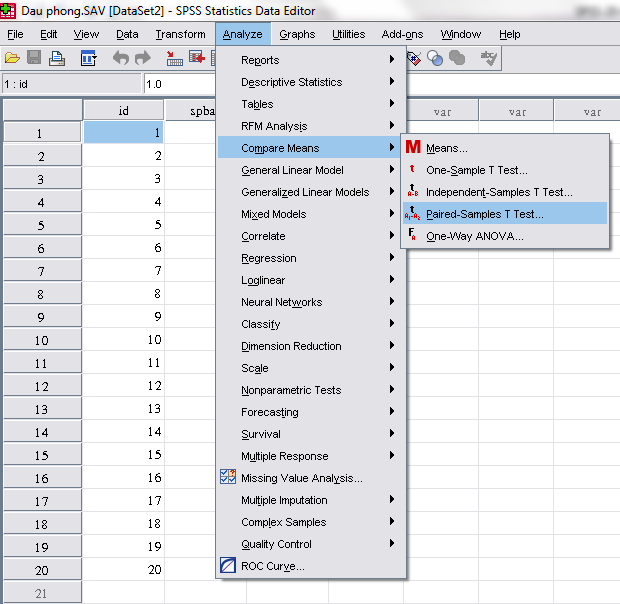 Dau phong.SAV [DataSet2] - SPSS Statistics Data Editor
File Edit View Data Transform Analyze Graphs Utilities Add-ons Window Help
1 : id 1.0
id spba var var var
1 1
2 2
3 3
4 4
5 5
6 6
7 7
8 8
9 9
10 10
11 11
12 12
13 13
14 14
15 15
16 16
17 17
18 18
19 19
20 20
21
Reports
Descriptive Statistics
Tables
RFM Analysis
Compare Means
General Linear Model
Generalized Linear Models
Mixed Models
Correlate
Regression
Loglinear
Neural Networks
Classify
Dimension Reduction
Scale
Nonparametric Tests
Forecasting
Survival
Multiple Response
Missing Value Analysis...
Multiple Imputation
Complex Samples
Quality Control
ROC Curve...
M Means...
t One-Sample T Test...
t A-B Independent-Samples T Test...
t Paired-Samples T Test...
F A One-Way ANOVA...